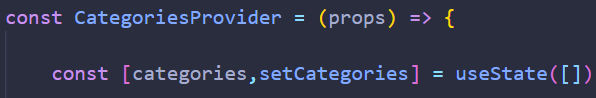 const CategoriesProvider = (props) => {
const [categories,setCategories] = useState([])